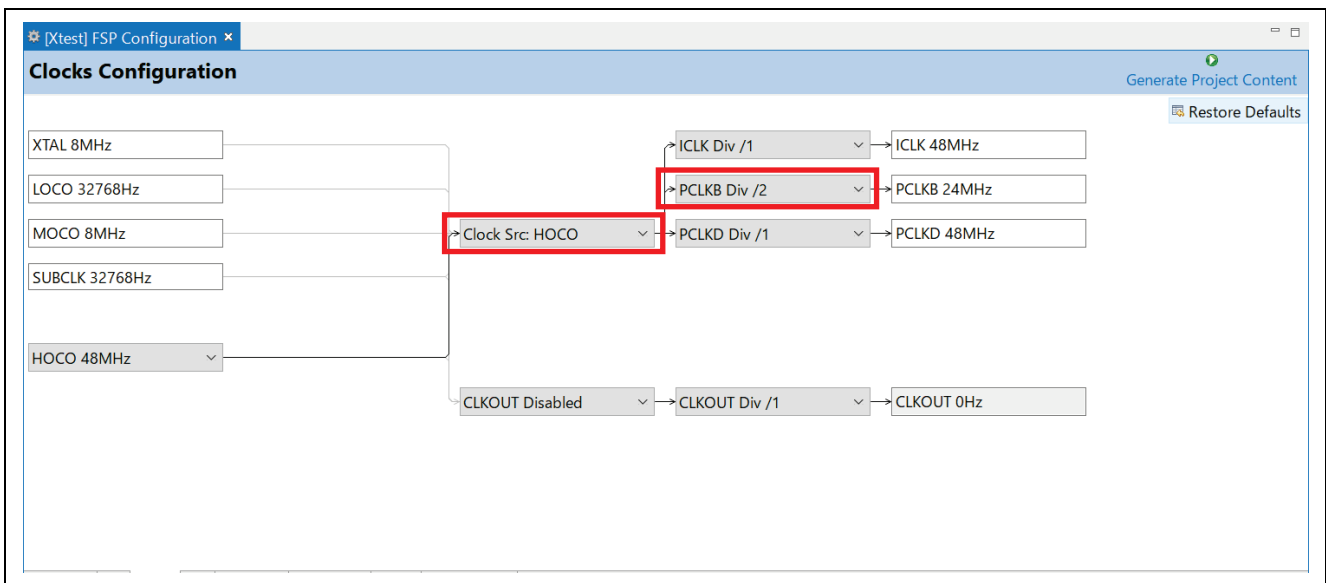 [Xtest] FSP Configuration ×
Clocks Configuration
Generate Project Content
Restore Defaults
XTAL 8MHz
ICLK Div /1
ICLK 48MHz
LOCO 32768Hz
PCLKB Div /2
PCLKB 24MHz
MOCO 8MHz
Clock Src: HOCO
PCLKD Div /1
PCLKD 48MHz
SUBCLK 32768Hz
HOCO 48MHz
CLKOUT Disabled
CLKOUT Div /1
CLKOUT 0Hz